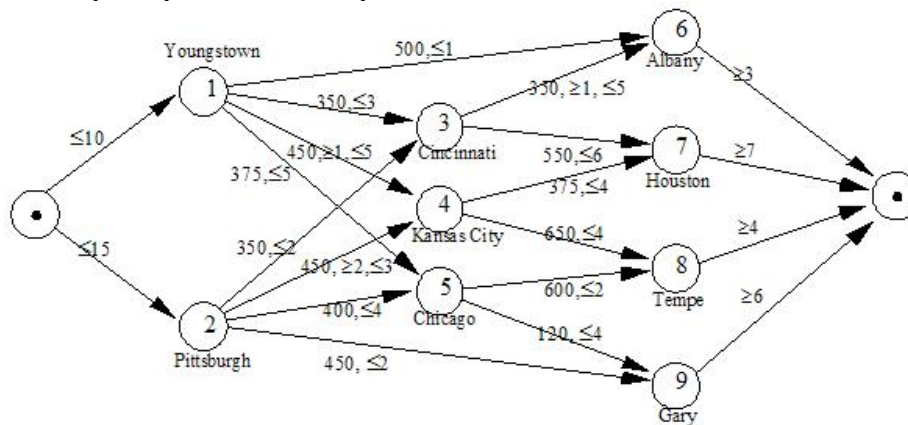 Youngstown
1
6
Albany
500,≤1
350,≤3
350, ≥1, ≤5
≥3
≤10
450,≥1, ≤5
375,≤5
3
Cincinnati
550, ≤6
375, ≤4
7
Houston
≥7
4
Kansas City
650,≤4
≤15
350,≤2
450, ≥2,≤3
400,≤4
5
Chicago
600,≤2
8
Tempe
≥4
2
Pittsburgh
450, ≤2
120, ≤4
9
Gary
≥6